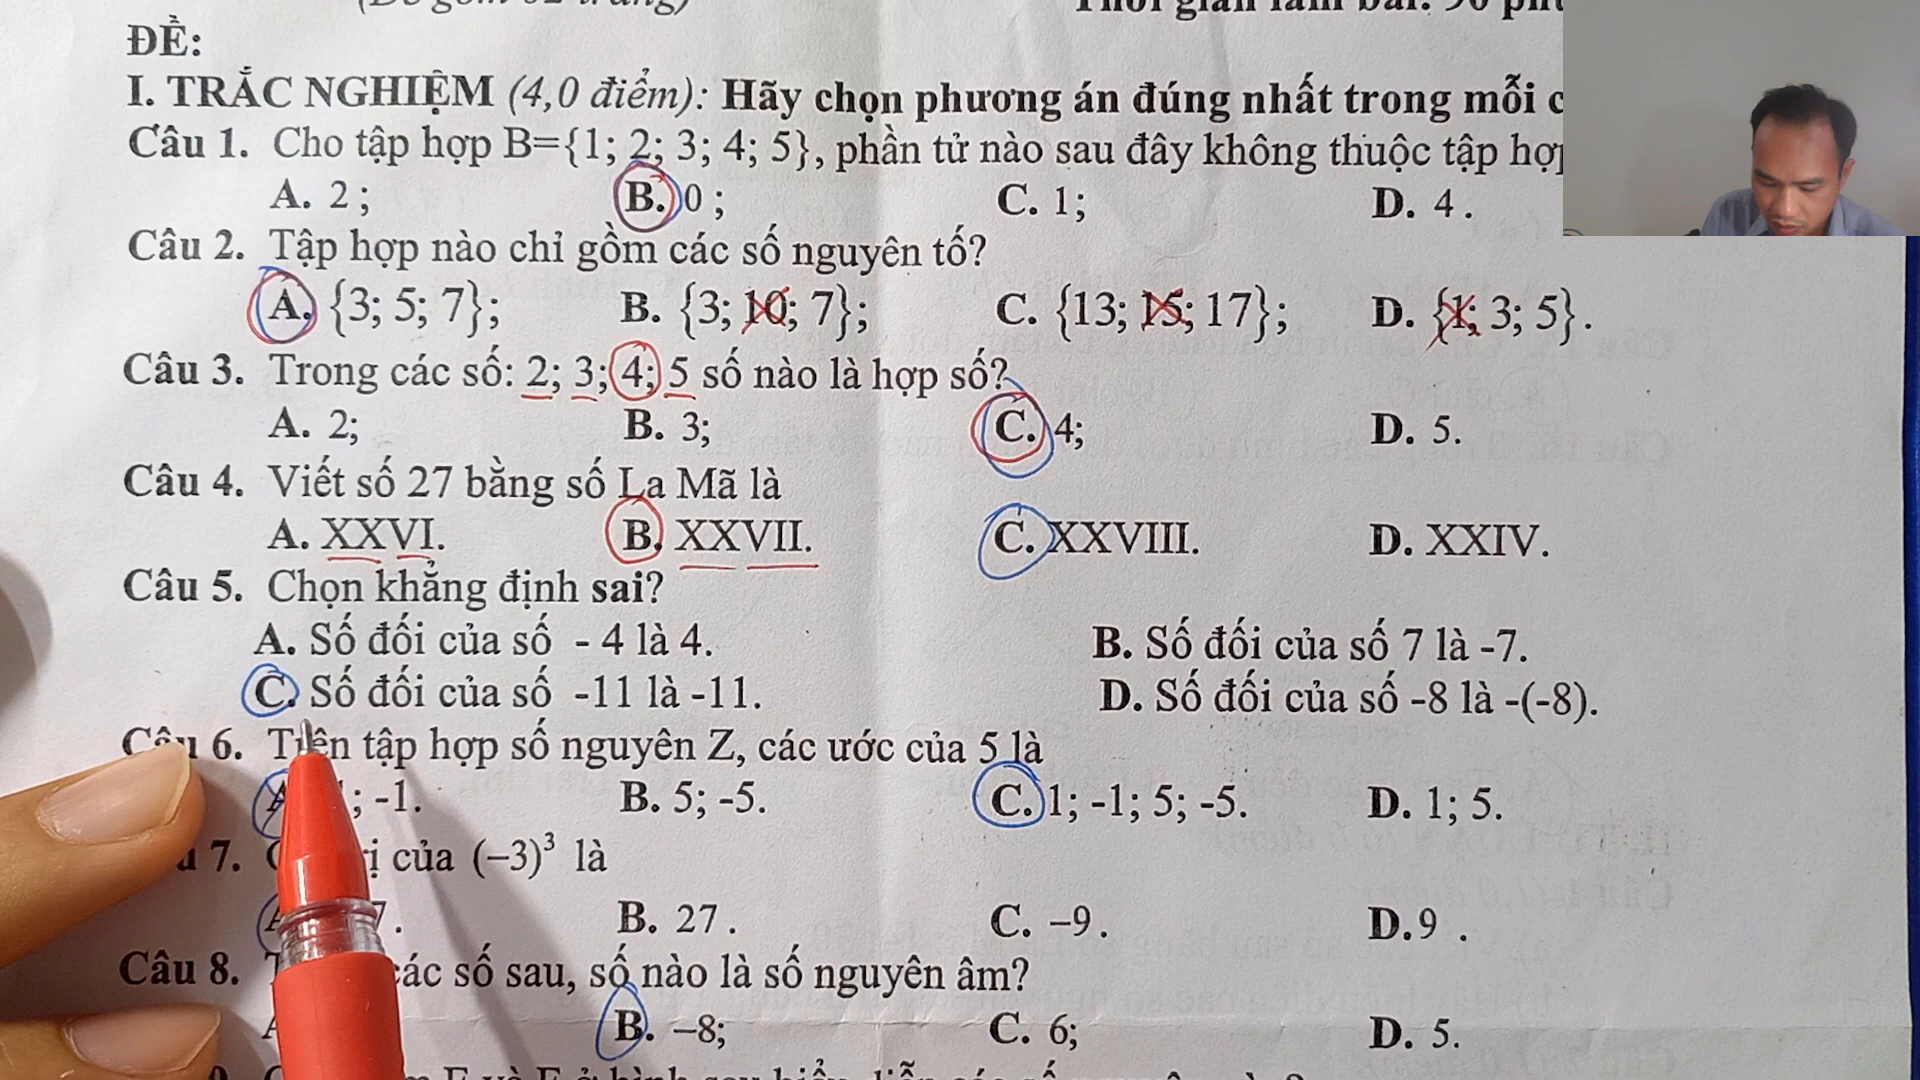 ĐỀ:
I. TRẮC NGHIỆM (4,0 điểm): Hãy chọn phương án đúng nhất trong mỗi
Câu 1. Cho tập hợp B={1; 2; 3; 4; 5}, phần tử nào sau đây không thuộc tập
A. 2 ; B. 0 ; C. 1; D. 4 .
Câu 2. Tập hợp nào chỉ gồm các số nguyên tố?
A. {3; 5; 7}; B. {3; 10; 7}; C. {13; 15; 17}; D. {1; 3; 5}.
Câu 3. Trong các số: 2; 3; 4; 5 số nào là hợp số?
A. 2; B. 3; C. 4; D. 5.
Câu 4. Viết số 27 bằng số La Mã là
A. XXVI. B. XXVII. C. XXVIII. D. XXIV.
Câu 5. Chọn khẳng định sai?
A. Số đối của số - 4 là 4. B. Số đối của số 7 là -7.
C. Số đối của số -11 là -11. D. Số đối của số -8 là -(-8).
Câu 6. Trên tập hợp số nguyên Z, các ước của 5 là
; -1. B. 5; -5. C. 1; -1; 5; -5. D. 1; 5.
7. của (−3)³ là
B. 27 . C. −9 . D. 9 .
Câu 8. các số sau, số nào là số nguyên âm?
B. −8; C. 6; D. 5.